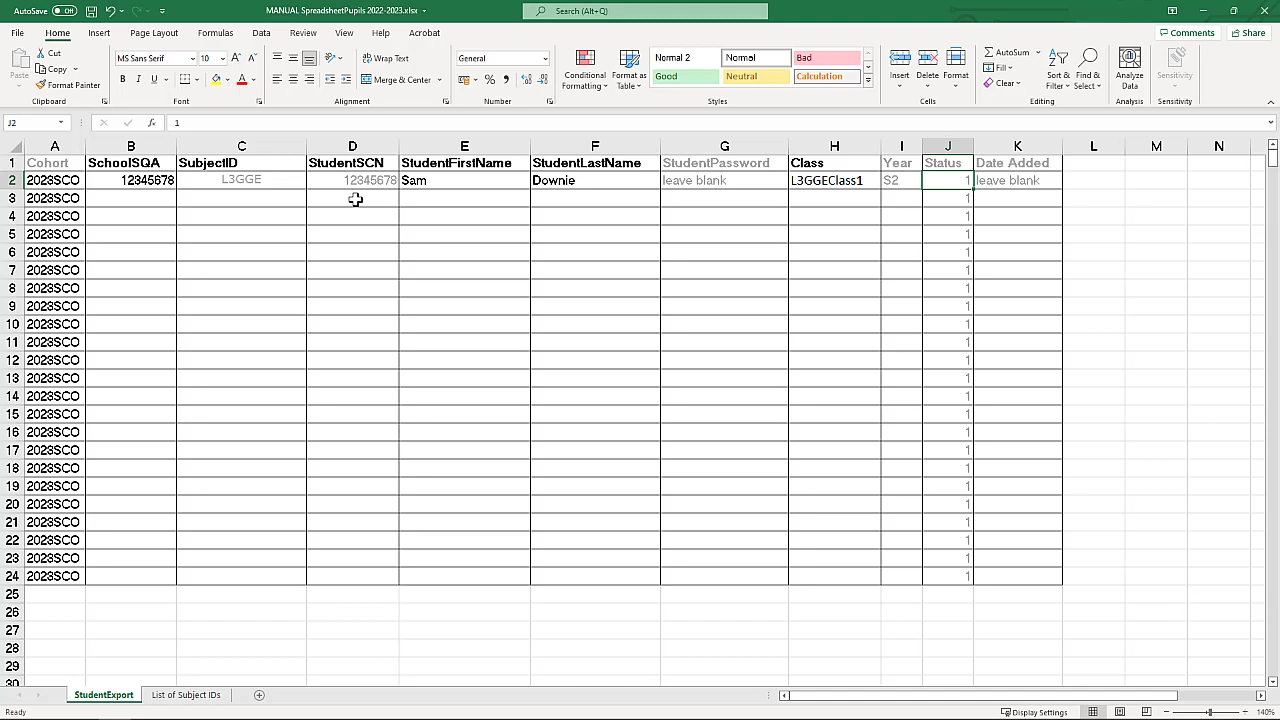 AutoSave Off MANUAL SpreadsheetPupils 2022-2023.xlsx Search (Alt+Q)
File Home Insert Page Layout Formulas Data Review View Help Acrobat Comments Share
Paste Cut Copy Format Painter Clipboard
MS Sans Serif 10 B I U A Font
Wrap Text Merge & Center Alignment
General % Number
Conditional Formatting Format as Table Normal 2 Normal Bad Good Neutral Calculation Styles
Insert Delete Format Cells
AutoSum Fill Clear Sort & Filter Find & Select Editing
Analyze Data Analysis Sensitivity Sensitivity
J2 fx 1
A B C D E F G H I J K L M N
1 Cohort SchoolSQA SubjectID StudentSCN StudentFirstName StudentLastName StudentPassword Class Year Status Date Added
2 2023SCO 12345678 L3GGE 12345678 Sam Downie leave blank L3GGEClass1 S2 1 leave blank
3 2023SCO 1
4 2023SCO 1
5 2023SCO 1
6 2023SCO 1
7 2023SCO 1
8 2023SCO 1
9 2023SCO 1
10 2023SCO 1
11 2023SCO 1
12 2023SCO 1
13 2023SCO 1
14 2023SCO 1
15 2023SCO 1
16 2023SCO 1
17 2023SCO 1
18 2023SCO 1
19 2023SCO 1
20 2023SCO 1
21 2023SCO 1
22 2023SCO 1
23 2023SCO 1
24 2023SCO 1
25
26
27
28
29
30
StudentExport List of Subject IDs
Ready Display Settings 140%